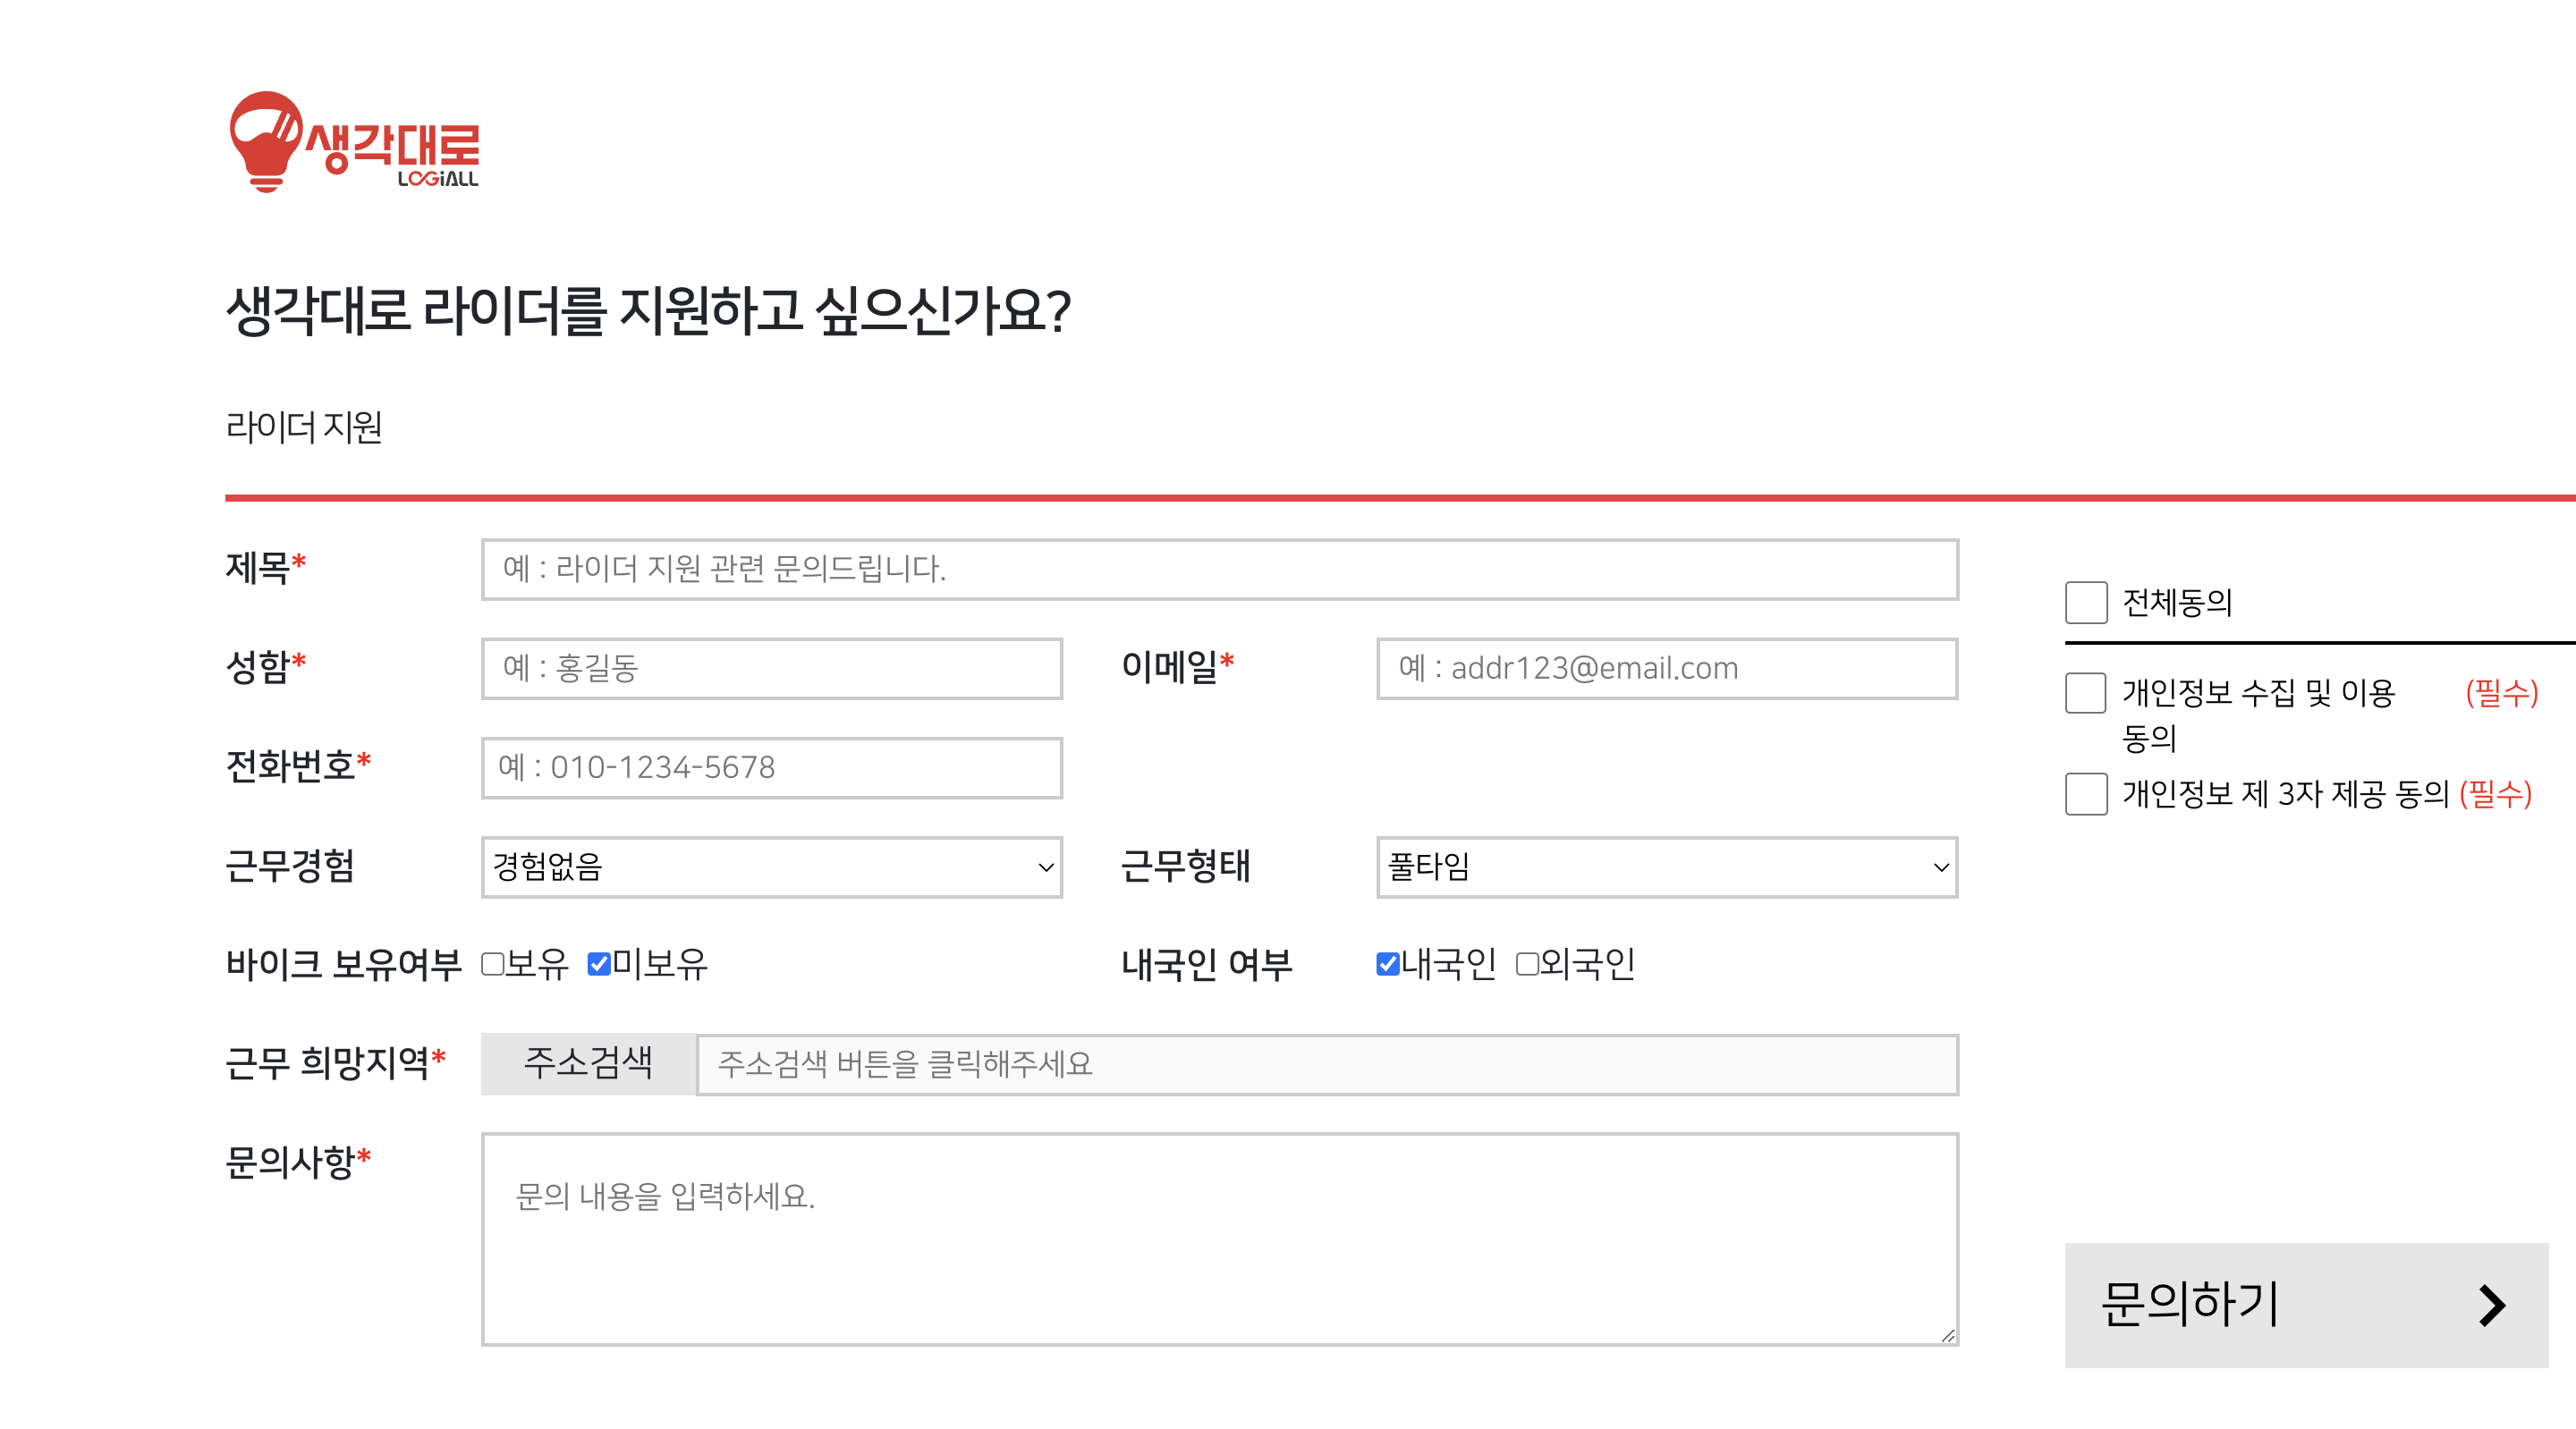 생각대로
LOGiALL
생각대로 라이더를 지원하고 싶으신가요?
라이더 지원
제목*
예 : 라이더 지원 관련 문의드립니다.
성함*
예 : 홍길동
이메일*
예 : addr123@email.com
전화번호*
예 : 010-1234-5678
근무경험
경험없음
근무형태
풀타임
바이크 보유여부
보유 미보유
내국인 여부
내국인 외국인
근무 희망지역*
주소검색
주소검색 버튼을 클릭해주세요
문의사항*
문의 내용을 입력하세요.
전체동의
개인정보 수집 및 이용 (필수)
동의
개인정보 제 3자 제공 동의 (필수)
문의하기